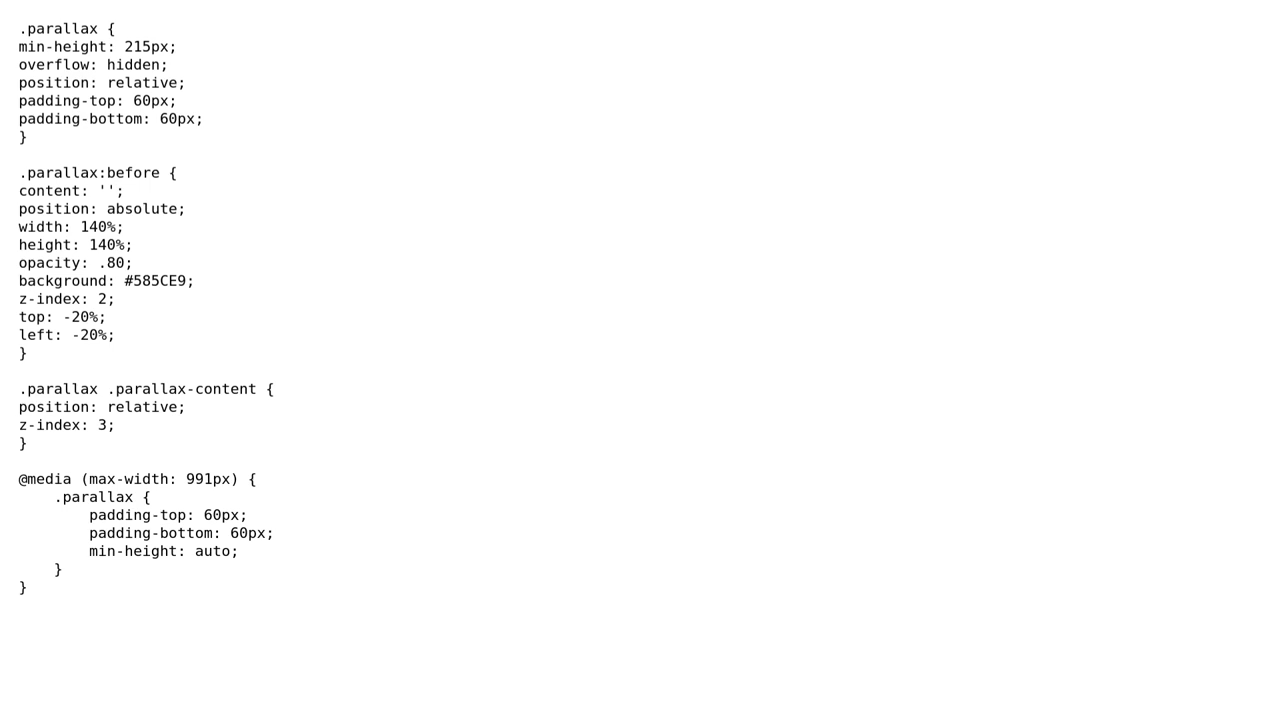 .parallax {
min-height: 215px;
overflow: hidden;
position: relative;
padding-top: 60px;
padding-bottom: 60px;
}

.parallax:before {
content: '';
position: absolute;
width: 140%;
height: 140%;
opacity: .80;
background: #585CE9;
z-index: 2;
top: -20%;
left: -20%;
}

.parallax .parallax-content {
position: relative;
z-index: 3;
}

@media (max-width: 991px) {
    .parallax {
        padding-top: 60px;
        padding-bottom: 60px;
        min-height: auto;
    }
}